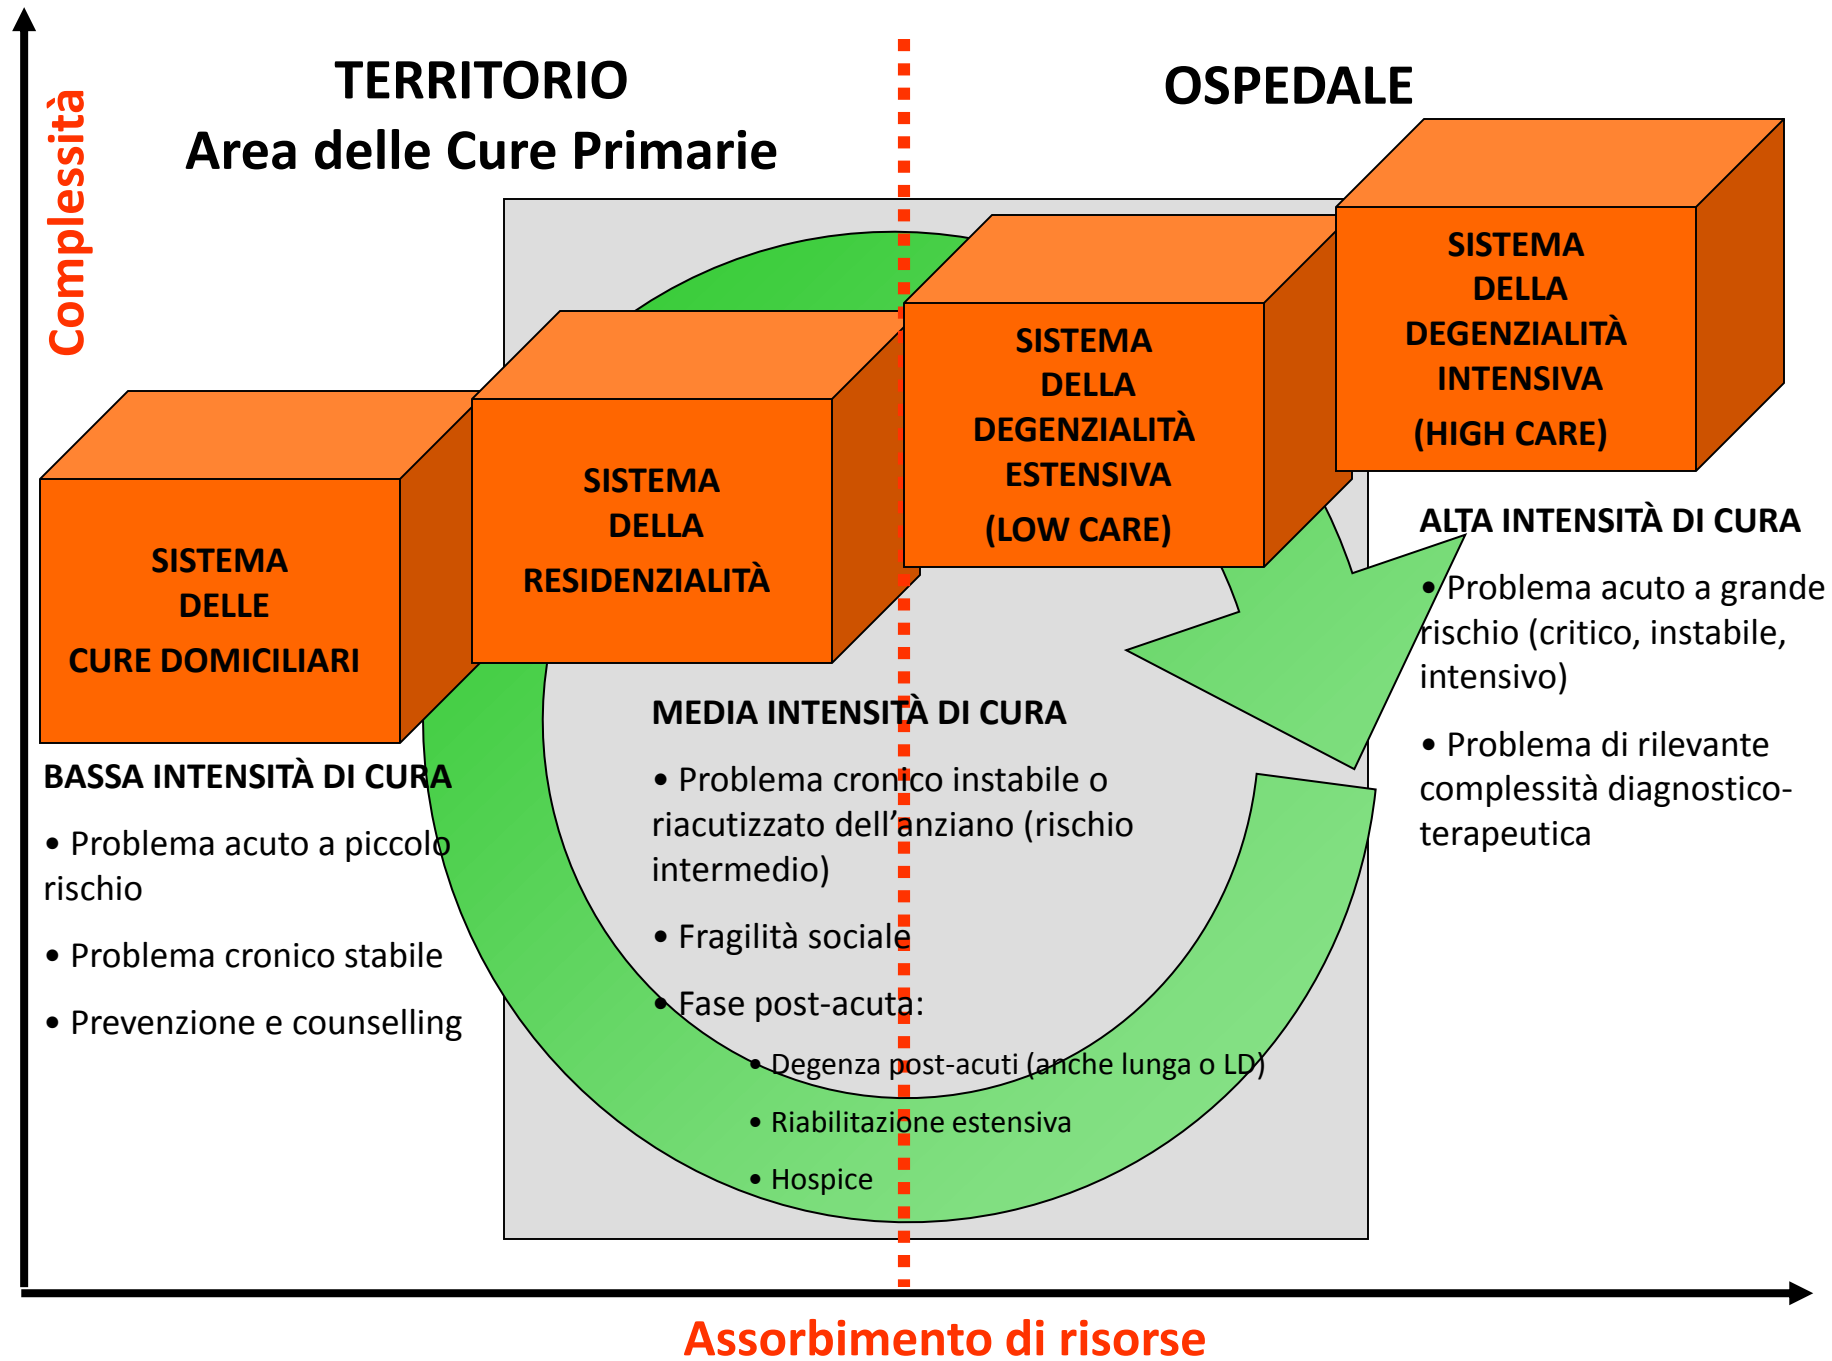 Complessità
TERRITORIO
Area delle Cure Primarie
OSPEDALE
SISTEMA
DELLE
CURE DOMICILIARI
SISTEMA
DELLA
RESIDENZIALITÀ
SISTEMA
DELLA
DEGENZIALITÀ
ESTENSIVA
(LOW CARE)
SISTEMA
DELLA
DEGENZIALITÀ
INTENSIVA
(HIGH CARE)
BASSA INTENSITÀ DI CURA
• Problema acuto a piccolo
rischio
• Problema cronico stabile
• Prevenzione e counselling
MEDIA INTENSITÀ DI CURA
• Problema cronico instabile o
riacutizzato dell’anziano (rischio
intermedio)
• Fragilità sociale
• Fase post-acuta:
• Degenza post-acuti (anche lunga o LD)
• Riabilitazione estensiva
• Hospice
ALTA INTENSITÀ DI CURA
• Problema acuto a grande
rischio (critico, instabile,
intensivo)
• Problema di rilevante
complessità diagnostico-
terapeutica
Assorbimento di risorse